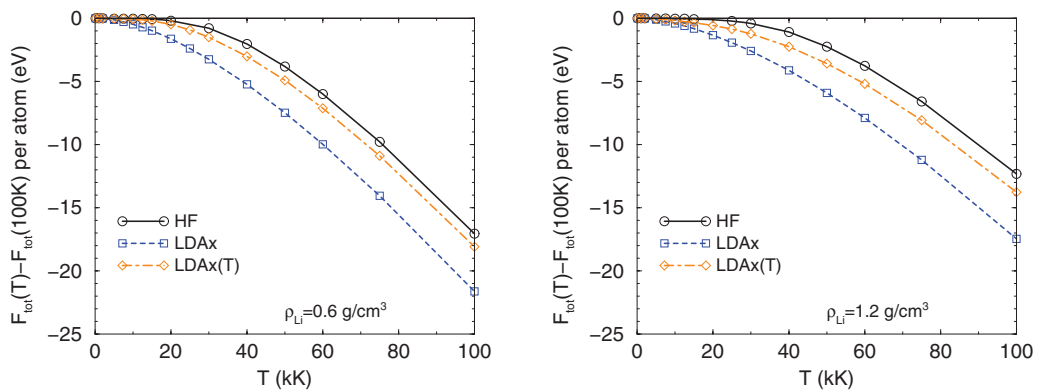 F_tot(T)−F_tot(100K) per atom (eV)
0
−5
−10
−15
−20
−25
HF
LDAx
LDAx(T)
ρ_Li=0.6 g/cm³
0 20 40 60 80 100
T (kK)
F_tot(T)−F_tot(100K) per atom (eV)
0
−5
−10
−15
−20
−25
HF
LDAx
LDAx(T)
ρ_Li=1.2 g/cm³
0 20 40 60 80 100
T (kK)